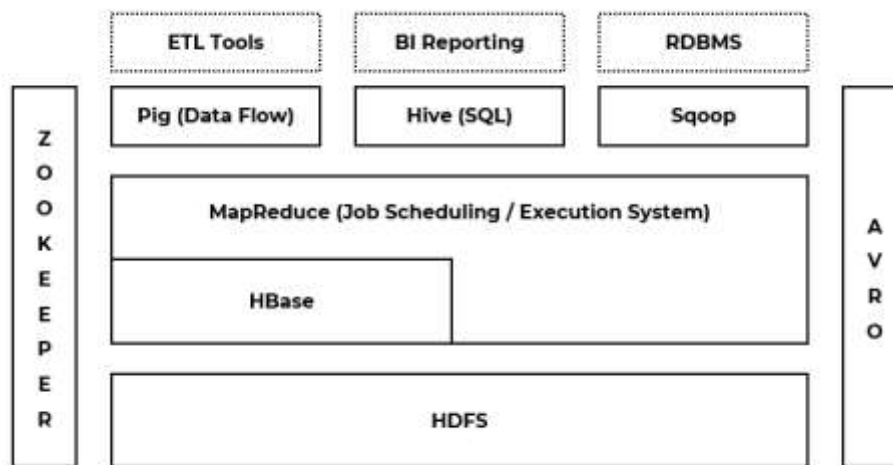 ETL Tools
BI Reporting
RDBMS
Pig (Data Flow)
Hive (SQL)
Sqoop
ZOOKEEPER
MapReduce (Job Scheduling / Execution System)
HBase
AVRO
HDFS